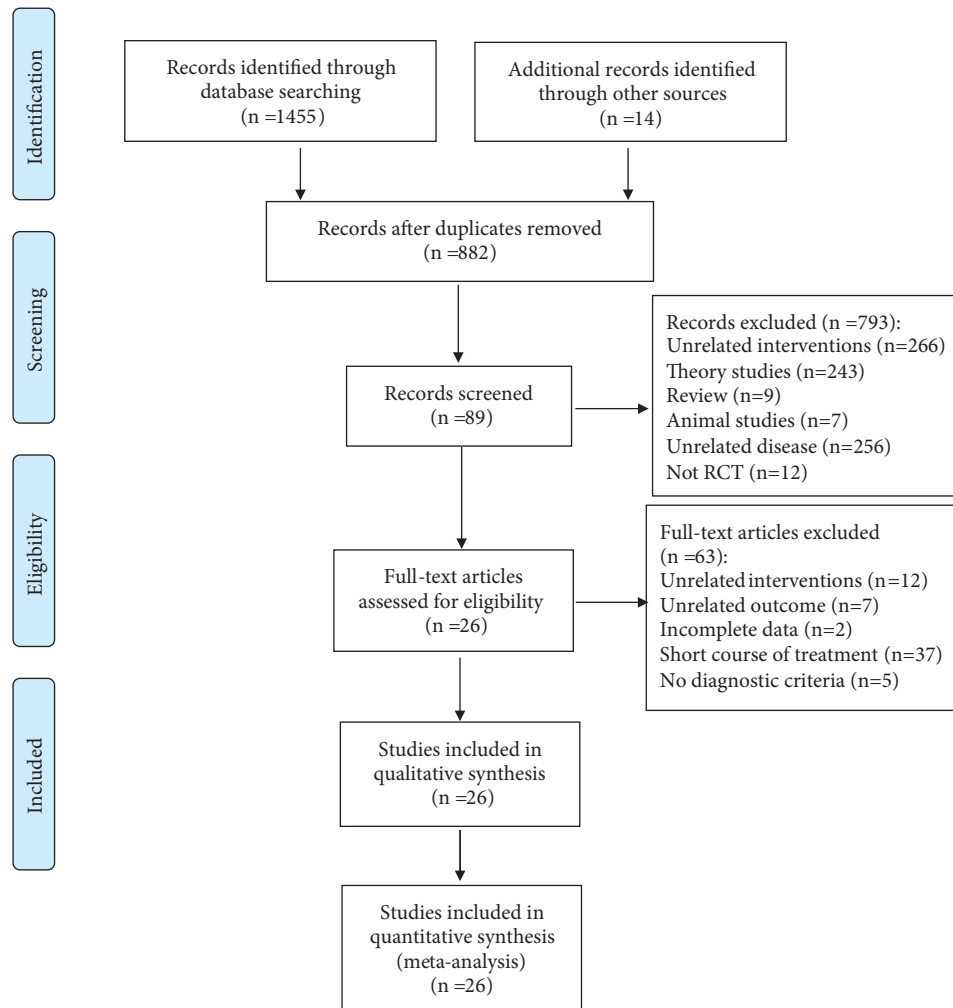 Identification
Records identified through
database searching
(n =1455)
Additional records identified
through other sources
(n =14)
Records after duplicates removed
(n =882)
Screening
Records excluded (n =793):
Unrelated interventions (n=266)
Theory studies (n=243)
Review (n=9)
Animal studies (n=7)
Unrelated disease (n=256)
Not RCT (n=12)
Records screened
(n =89)
Eligibility
Full-text articles excluded
(n =63):
Unrelated interventions (n=12)
Unrelated outcome (n=7)
Incomplete data (n=2)
Short course of treatment (n=37)
No diagnostic criteria (n=5)
Full-text articles
assessed for eligibility
(n =26)
Included
Studies included in
qualitative synthesis
(n =26)
Studies included in
quantitative synthesis
(meta-analysis)
(n =26)